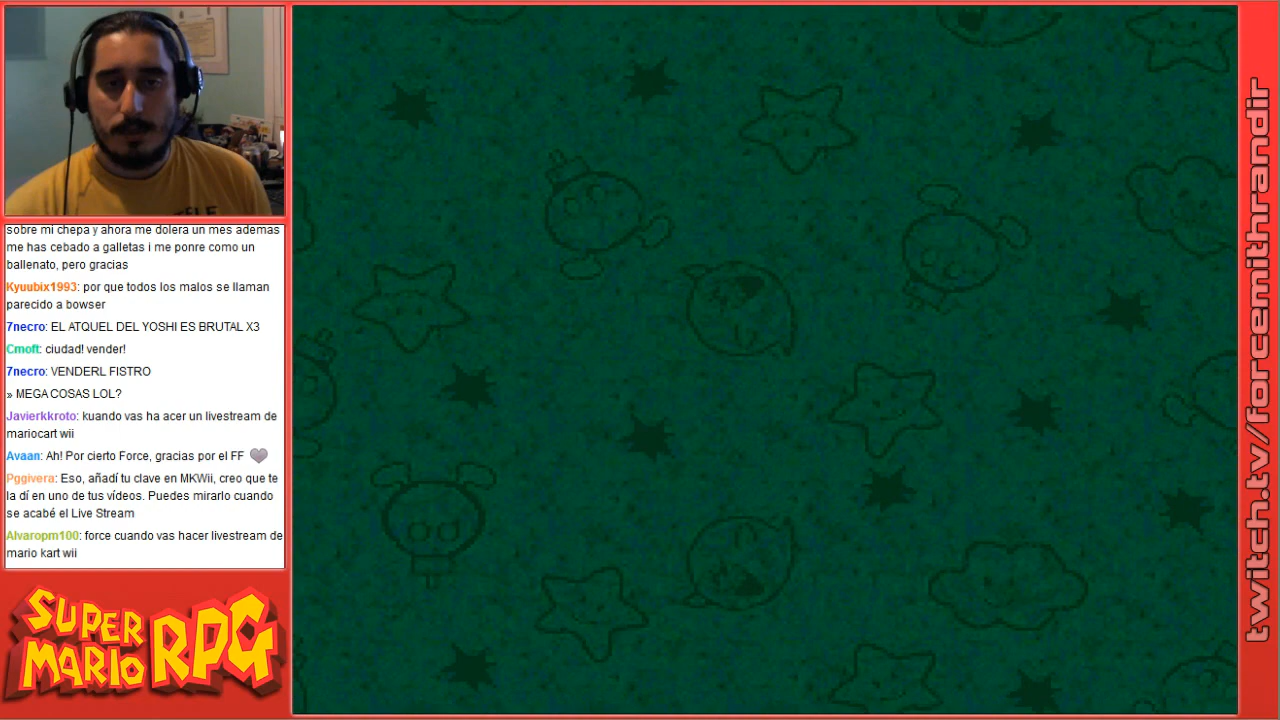 sobre mi chepa y ahora me dolera un mes ademas
me has cebado a galletas i me ponre como un
ballenato, pero gracias
Kyuubix1993: por que todos los malos se llaman
parecido a bowser
7necro: EL ATQUEL DEL YOSHI ES BRUTAL X3
Cmoft: ciudad! vender!
7necro: VENDERL FISTRO
» MEGA COSAS LOL?
Javierkkroto: kuando vas ha acer un livestream de
mariocart wii
Avaan: Ah! Por cierto Force, gracias por el FF
Pggivera: Eso, añadí tu clave en MKWii, creo que te
la dí en uno de tus vídeos. Puedes mirarlo cuando
se acabé el Live Stream
Alvaropm100: force cuando vas hacer livestream de
mario kart wii
SUPER
MARIO RPG
twitch.tv/forcemithrandir